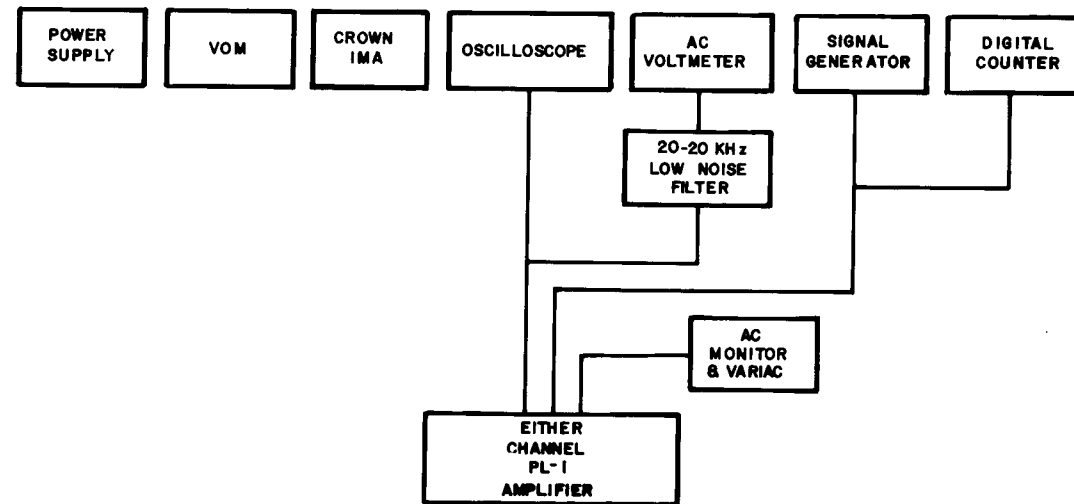 POWER
SUPPLY
VOM
CROWN
IMA
OSCILLOSCOPE
AC
VOLTMETER
SIGNAL
GENERATOR
DIGITAL
COUNTER
20-20 KHz
LOW NOISE
FILTER
AC
MONITOR
& VARIAC
EITHER
CHANNEL
PL-1
AMPLIFIER